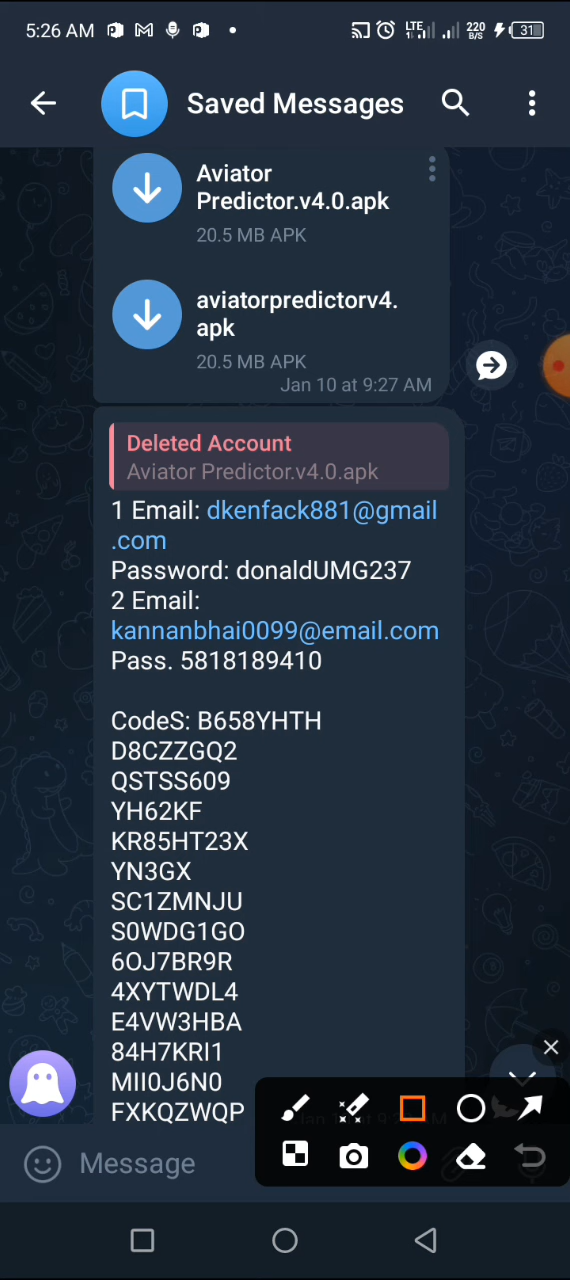 5:26 AM
LTE
220
B/S
31
Saved Messages
Aviator
Predictor.v4.0.apk
20.5 MB APK
aviatorpredictorv4.
apk
20.5 MB APK
Jan 10 at 9:27 AM
Deleted Account
Aviator Predictor.v4.0.apk
1 Email: dkenfack881@gmail
.com
Password: donaldUMG237
2 Email:
kannanbhai0099@email.com
Pass. 5818189410
CodeS: B658YHTH
D8CZZGQ2
QSTSS609
YH62KF
KR85HT23X
YN3GX
SC1ZMNJU
S0WDG1GO
6OJ7BR9R
4XYTWDL4
E4VW3HBA
84H7KRI1
MII0J6N0
FXKQZWQP
Message